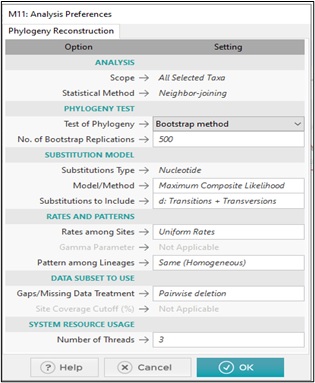 M11: Analysis Preferences
Phylogeny Reconstruction
Option Setting
ANALYSIS
Scope → All Selected Taxa
Statistical Method → Neighbor-joining
PHYLOGENY TEST
Test of Phylogeny → Bootstrap method
No. of Bootstrap Replications → 500
SUBSTITUTION MODEL
Substitutions Type → Nucleotide
Model/Method → Maximum Composite Likelihood
Substitutions to Include → d: Transitions + Transversions
RATES AND PATTERNS
Rates among Sites → Uniform Rates
Gamma Parameter → Not Applicable
Pattern among Lineages → Same (Homogeneous)
DATA SUBSET TO USE
Gaps/Missing Data Treatment → Pairwise deletion
Site Coverage Cutoff (%) → Not Applicable
SYSTEM RESOURCE USAGE
Number of Threads → 3
? Help Cancel OK